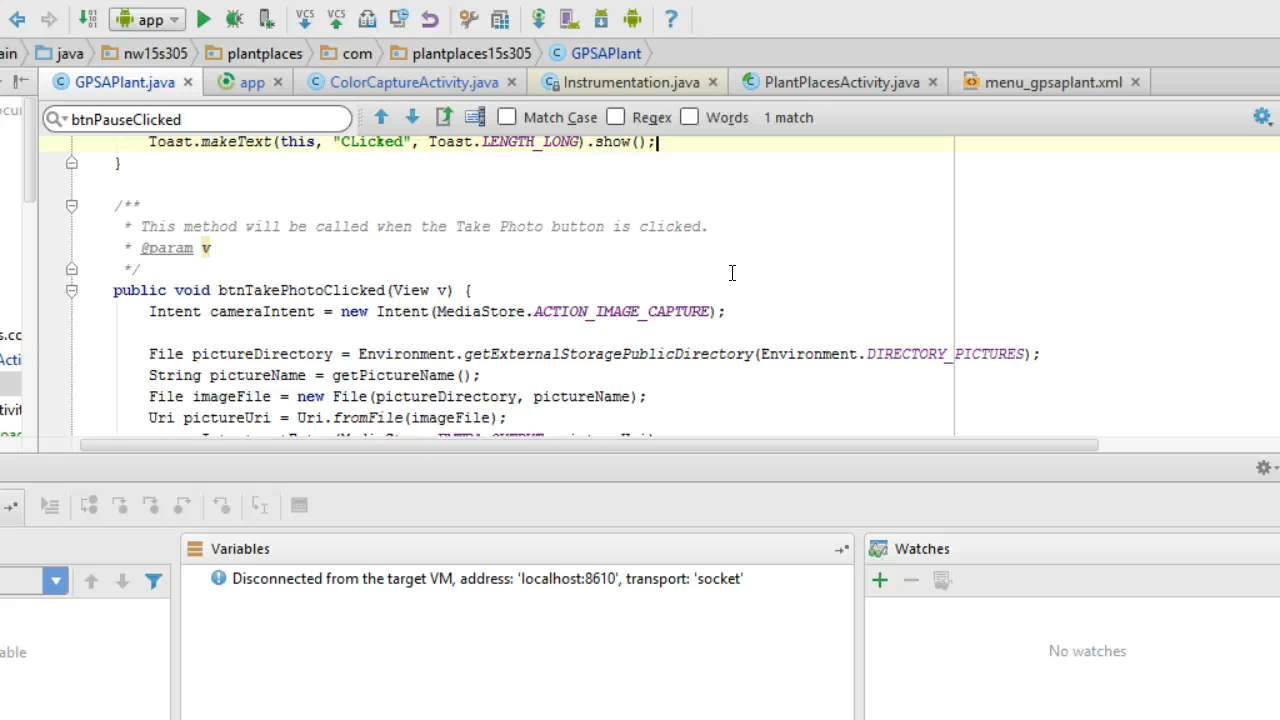 VCS VCS
app
ain java nw15s305 plantplaces com plantplaces15s305 GPSAPlant
GPSAPlant.java app ColorCaptureActivity.java Instrumentation.java PlantPlacesActivity.java menu_gpsaplant.xml
btnPauseClicked Match Case Regex Words 1 match
Toast.makeText(this, "CLicked", Toast.LENGTH_LONG).show();
}
/**
* This method will be called when the Take Photo button is clicked.
* @param v
*/
public void btnTakePhotoClicked(View v) {
Intent cameraIntent = new Intent(MediaStore.ACTION_IMAGE_CAPTURE);
File pictureDirectory = Environment.getExternalStoragePublicDirectory(Environment.DIRECTORY_PICTURES);
String pictureName = getPictureName();
File imageFile = new File(pictureDirectory, pictureName);
Uri pictureUri = Uri.fromFile(imageFile);
Variables
Watches
Disconnected from the target VM, address: 'localhost:8610', transport: 'socket'
able
No watches